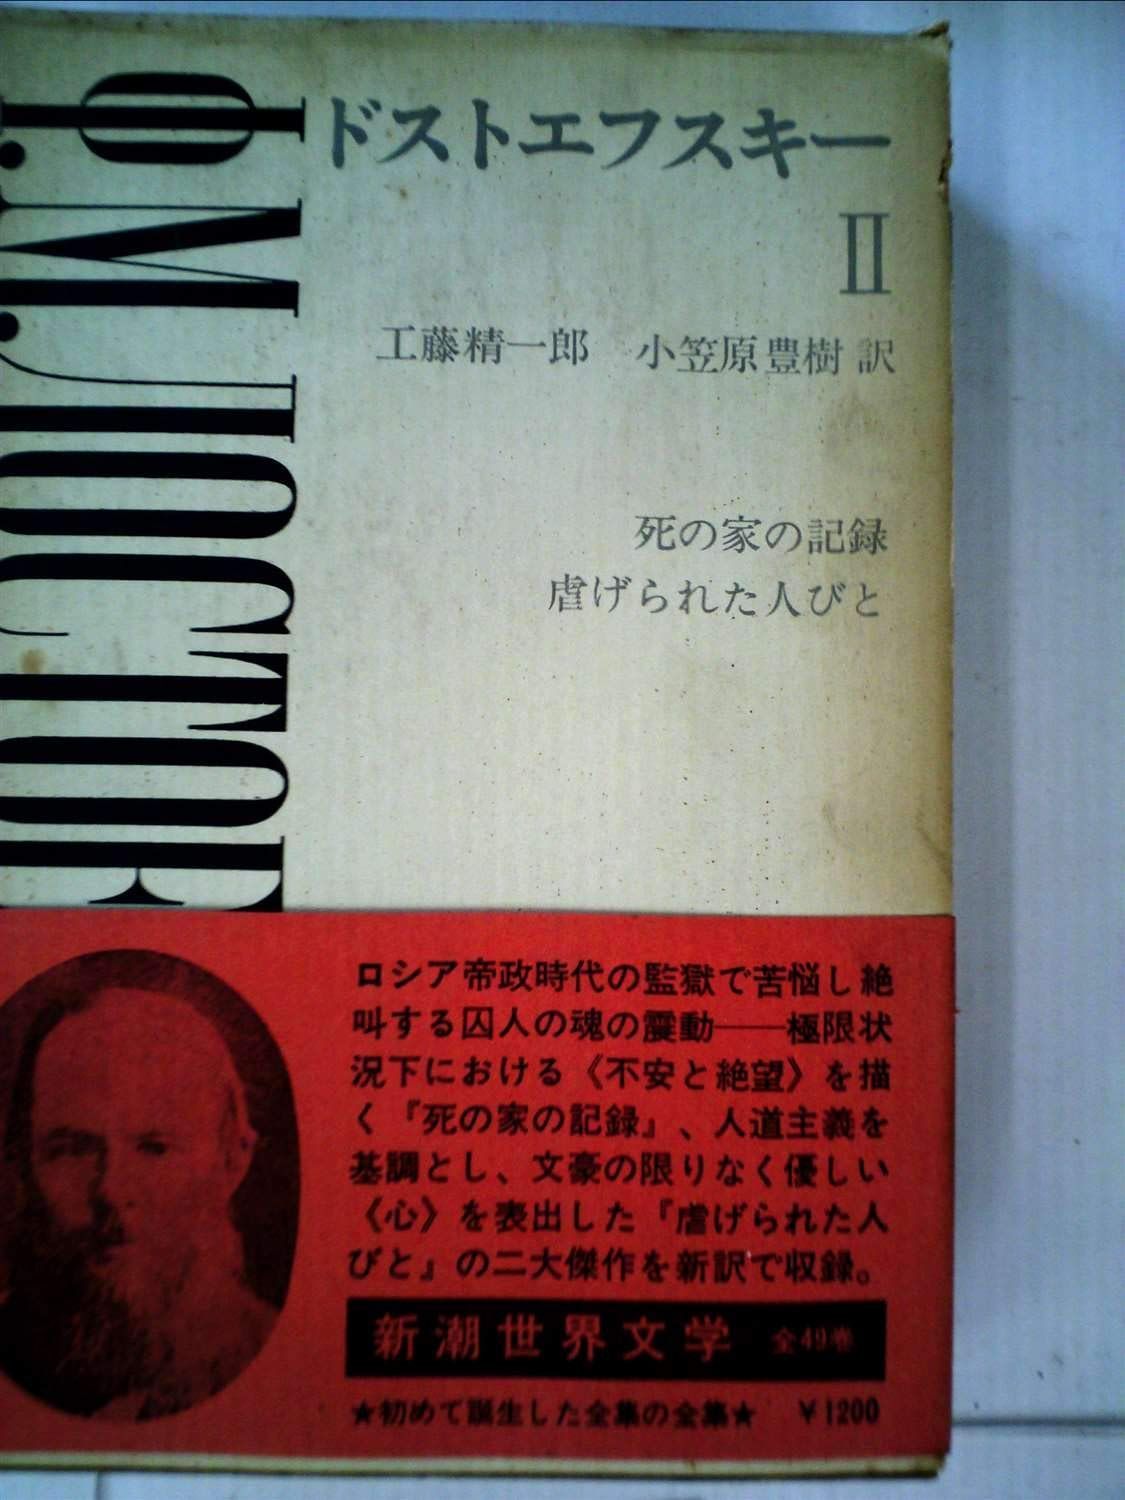 Ф.М.ДОСТОЕ
ドストエフスキー
II
工藤精一郎　小笠原豊樹 訳
死の家の記録
虐げられた人びと
ロシア帝政時代の監獄で苦悩し絶
叫する囚人の魂の震動――極限状
況下における《不安と絶望》を描
く『死の家の記録』、人道主義を
基調とし、文豪の限りなく優しい
《心》を表出した『虐げられた人
びと』の二大傑作を新訳で収録。
新潮世界文学 全49巻
★初めて誕生した全集の全集★ ￥1200